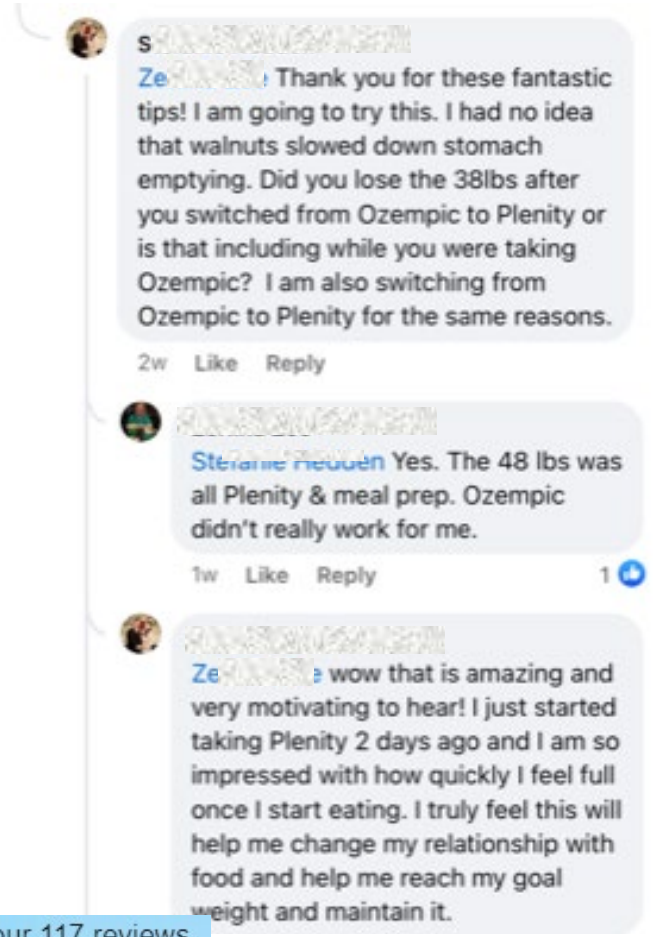 S
Ze Thank you for these fantastic
tips! I am going to try this. I had no idea
that walnuts slowed down stomach
emptying. Did you lose the 38lbs after
you switched from Ozempic to Plenity or
is that including while you were taking
Ozempic? I am also switching from
Ozempic to Plenity for the same reasons.
2w Like Reply
Yes. The 48 lbs was
all Plenity & meal prep. Ozempic
didn't really work for me.
1w Like Reply 1
Ze e wow that is amazing and
very motivating to hear! I just started
taking Plenity 2 days ago and I am so
impressed with how quickly I feel full
once I start eating. I truly feel this will
help me change my relationship with
food and help me reach my goal
weight and maintain it.
our 117 reviews